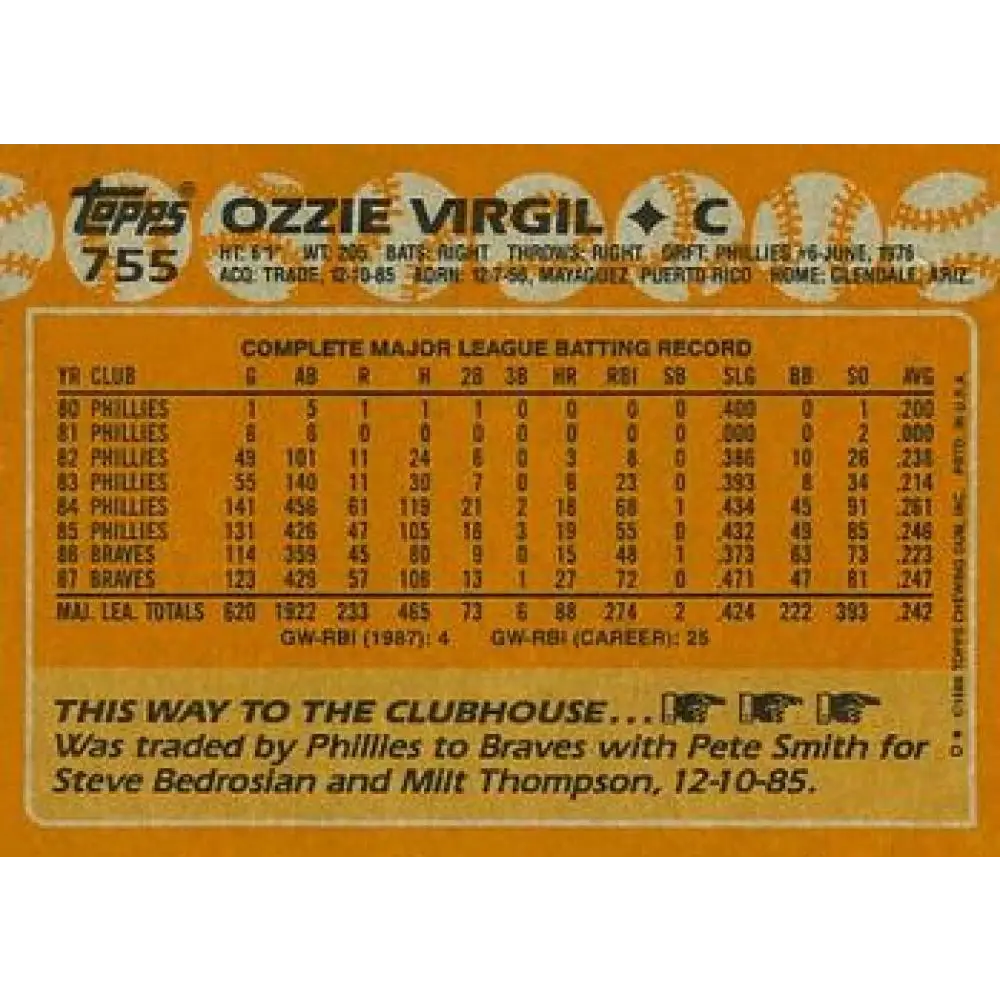 topps®
755
OZZIE VIRGIL ✦ C
HT: 6'1" WT: 205 BATS: RIGHT THROWS: RIGHT DRFT: PHILLIES #6-JUNE, 1976
ACQ: TRADE, 12-10-85 BORN: 12-7-56, MAYAGUEZ, PUERTO RICO HOME: GLENDALE, ARIZ.
COMPLETE MAJOR LEAGUE BATTING RECORD
YR CLUB G AB R H 2B 3B HR RBI SB SLG BB SO AVG
80 PHILLIES 1 5 1 1 1 0 0 0 0 .400 0 1 .200
81 PHILLIES 6 6 0 0 0 0 0 0 0 .000 0 2 .000
82 PHILLIES 49 101 11 24 6 0 3 8 0 .386 10 26 .238
83 PHILLIES 55 140 11 30 7 0 6 23 0 .393 8 34 .214
84 PHILLIES 141 456 61 119 21 2 18 68 1 .434 45 91 .261
85 PHILLIES 131 426 47 105 16 3 19 55 0 .432 49 85 .246
86 BRAVES 114 359 45 80 9 0 15 48 1 .373 63 73 .223
87 BRAVES 123 429 57 106 13 1 27 72 0 .471 47 81 .247
MAJ. LEA. TOTALS 620 1922 233 465 73 6 88 274 2 .424 222 393 .242
GW-RBI (1987): 4 GW-RBI (CAREER): 25
THIS WAY TO THE CLUBHOUSE...
Was traded by Phillies to Braves with Pete Smith for
Steve Bedrosian and Milt Thompson, 12-10-85.
D* ©1988 TOPPS CHEWING GUM, INC. PRTD. IN U.S.A.